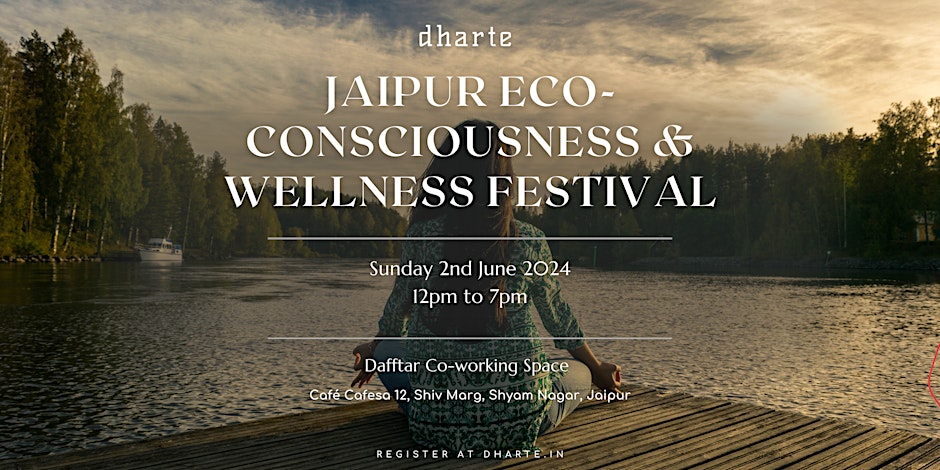 dharte
JAIPUR ECO-
CONSCIOUSNESS &
WELLNESS FESTIVAL
Sunday 2nd June 2024
12pm to 7pm
Dafftar Co-working Space
Café Cafesa 12, Shiv Marg, Shyam Nagar, Jaipur
REGISTER AT DHARTE.IN